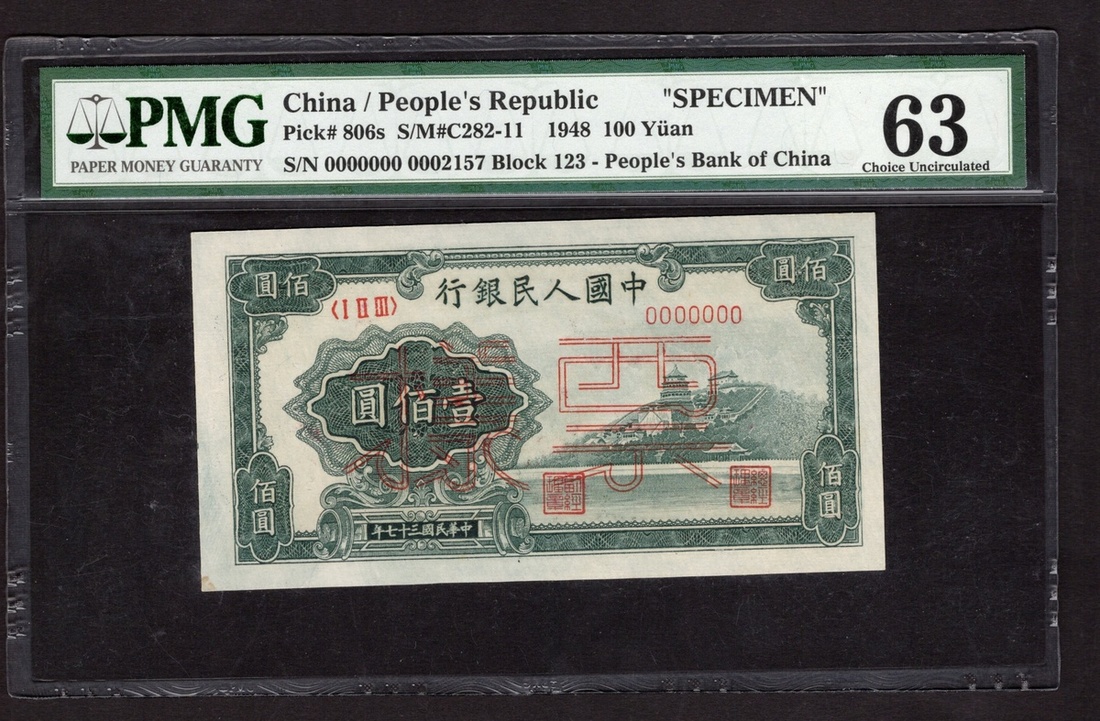 PMG
PAPER MONEY GUARANTY
China / People's Republic "SPECIMEN"
Pick# 806s S/M#C282-11 1948 100 Yüan
S/N 0000000 0002157 Block 123 - People's Bank of China
63
Choice Uncirculated
佰圓
佰圓
中國人民銀行
〈I II III〉
0000000
壹佰圓
票樣
佰圓
佰圓
中華民國三十七年